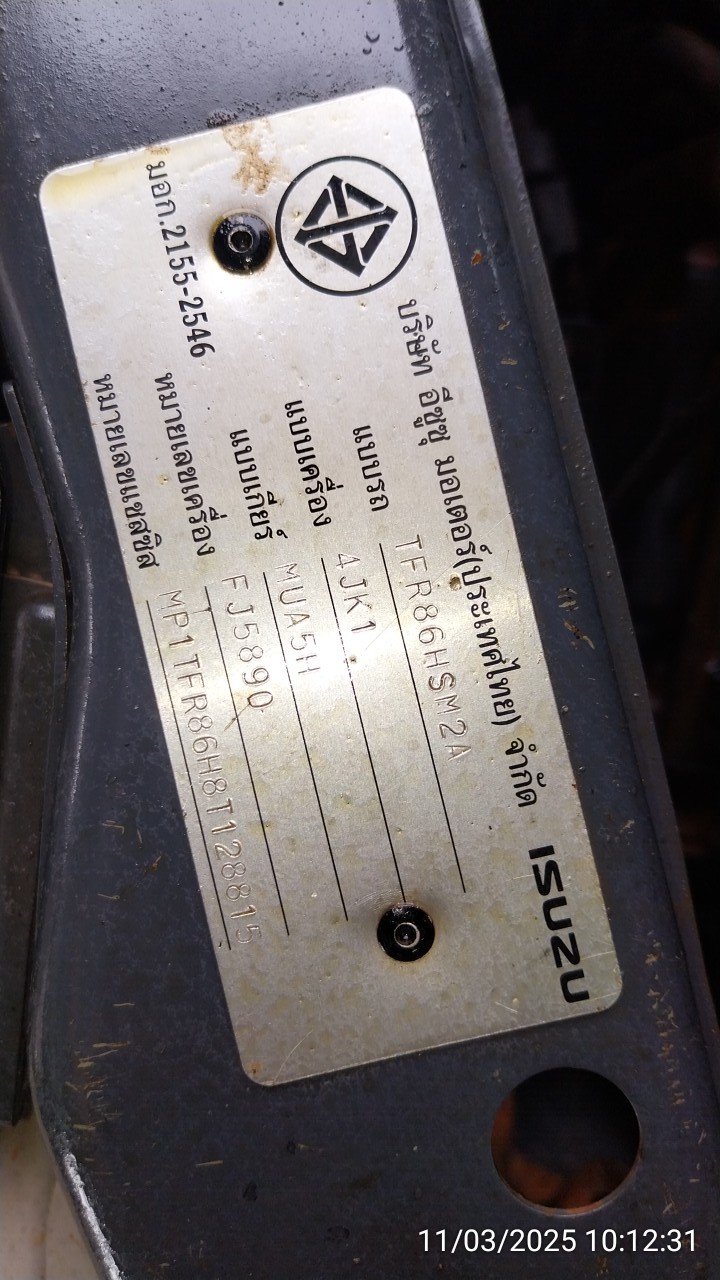 ISUZU
บริษัท อีซูซุ มอเตอร์(ประเทศไทย) จำกัด
แบบรถ TFR86HSM2A
แบบเครื่อง 4JK1
แบบเกียร์ MUA5H
หมายเลขเครื่อง FJ5890
หมายเลขแชสซิส MP1TFR86H8T128815
มอก.2155-2546
11/03/2025 10:12:31